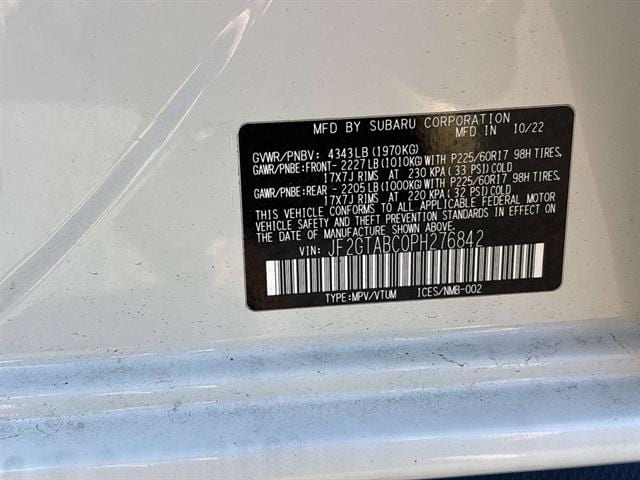 MFD BY SUBARU CORPORATION
MFD IN 10/22
GVWR/PNBV: 4343LB (1970KG)
GAWR/PNBE:FRONT- 2227LB (1010KG)WITH P225/60R17 98H TIRES,
17X7J RIMS AT 230 KPA (33 PSI) COLD
GAWR/PNBE:REAR - 2205LB (1000KG)WITH P225/60R17 98H TIRES,
17X7J RIMS AT 220 KPA (32 PSI) COLD
THIS VEHICLE CONFORMS TO ALL APPLICABLE FEDERAL MOTOR
VEHICLE SAFETY AND THEFT PREVENTION STANDARDS IN EFFECT ON
THE DATE OF MANUFACTURE SHOWN ABOVE.
VIN: JF2GTABC0PH276842
TYPE:MPV/VTUM ICES/NMB-002